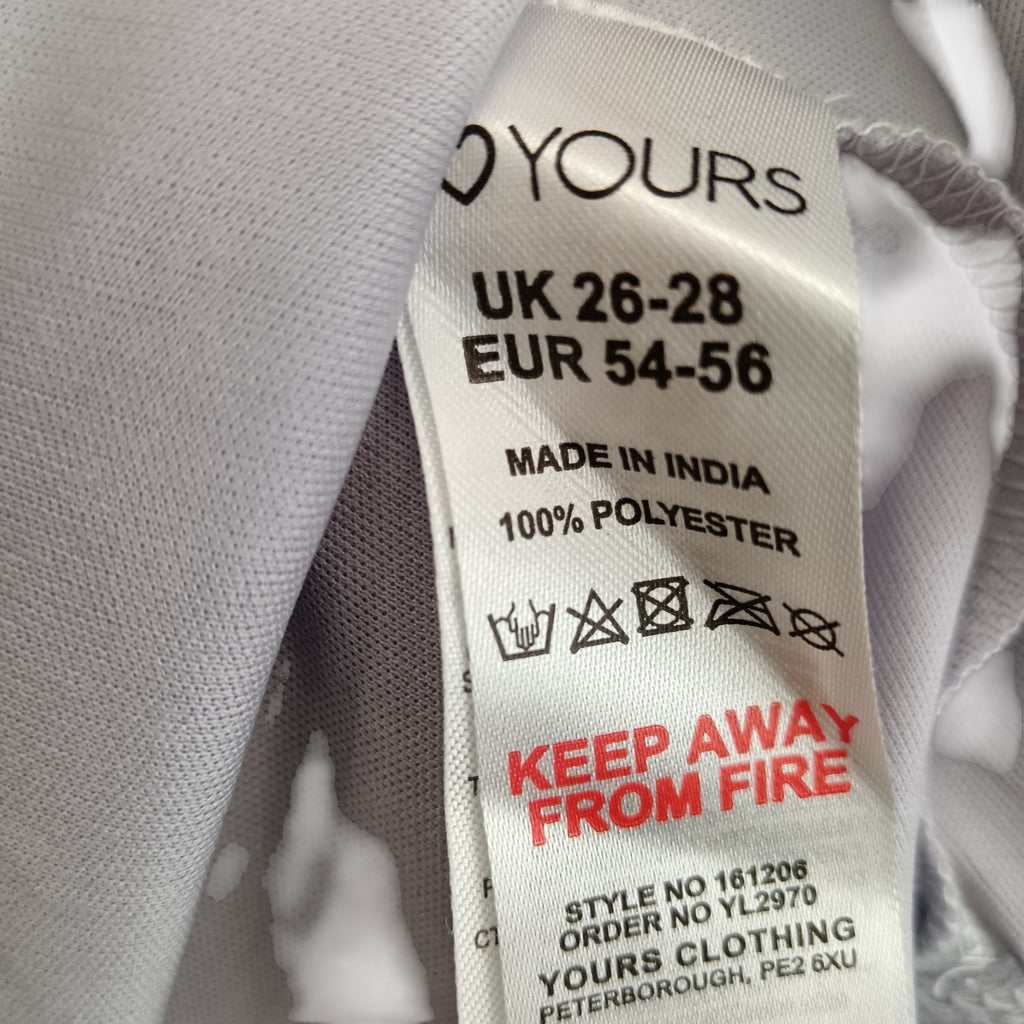 YOURS
UK 26-28
EUR 54-56
MADE IN INDIA
100% POLYESTER
KEEP AWAY
FROM FIRE
STYLE NO 161206
ORDER NO YL2970
YOURS CLOTHING
PETERBOROUGH, PE2 6XU